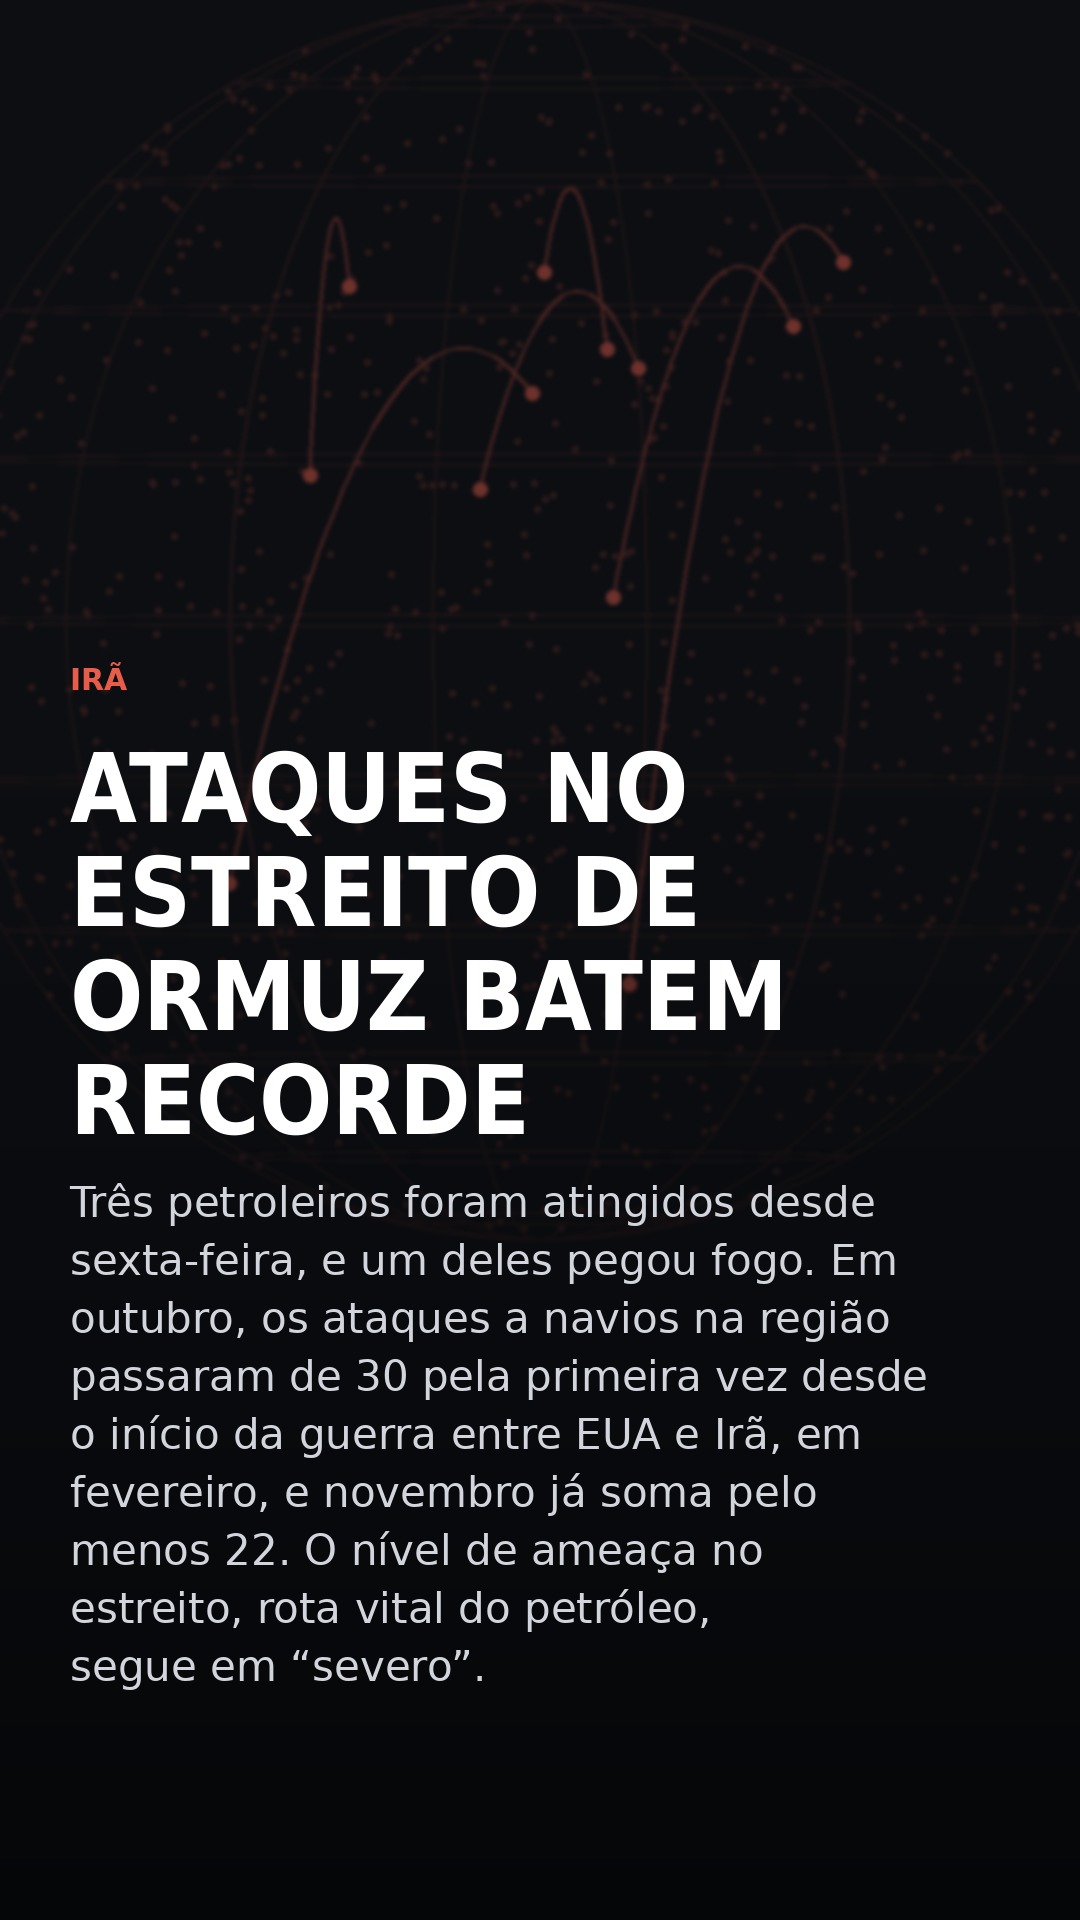 IRÃ
ATAQUES NO
ESTREITO DE
ORMUZ BATEM
RECORDE
Três petroleiros foram atingidos desde
sexta-feira, e um deles pegou fogo. Em
outubro, os ataques a navios na região
passaram de 30 pela primeira vez desde
o início da guerra entre EUA e Irã, em
fevereiro, e novembro já soma pelo
menos 22. O nível de ameaça no
estreito, rota vital do petróleo,
segue em “severo”.